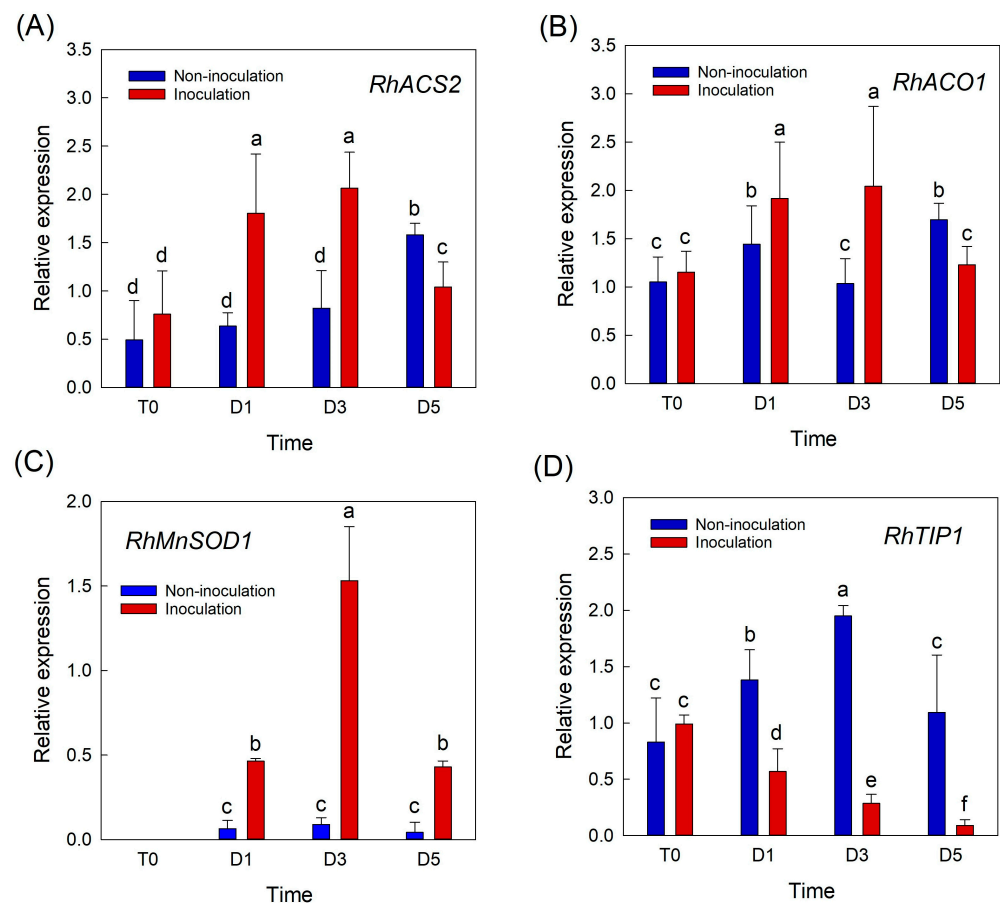 (A)
3.5
3.0
2.5
2.0
1.5
1.0
0.5
0.0
Relative expression
Non-inoculation
Inoculation
RhACS2
d
d
d
a
d
a
b
c
T0
D1
D3
D5
Time
(B)
3.5
3.0
2.5
2.0
1.5
1.0
0.5
0.0
Relative expression
Non-inoculation
Inoculation
RhACO1
c
c
b
a
c
a
b
c
T0
D1
D3
D5
Time
(C)
2.0
1.5
1.0
0.5
0.0
Relative expression
RhMnSOD1
Non-inoculation
Inoculation
c
b
c
a
c
b
T0
D1
D3
D5
Time
(D)
3.0
2.5
2.0
1.5
1.0
0.5
0.0
Relative expression
Non-inoculation
Inoculation
RhTIP1
c
c
b
d
a
e
c
f
T0
D1
D3
D5
Time